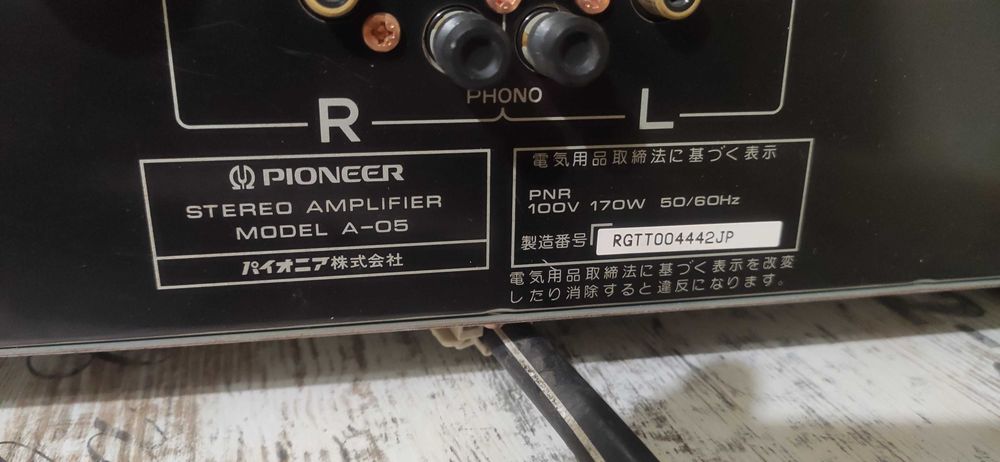 PHONO
R
L
PIONEER
STEREO AMPLIFIER
MODEL A-05
パイオニア株式会社
電気用品取締法に基づく表示
PNR
100V 170W 50/60Hz
製造番号 RGTT004442JP
電気用品取締法に基づく表示を改変
したり消除すると違反になります。